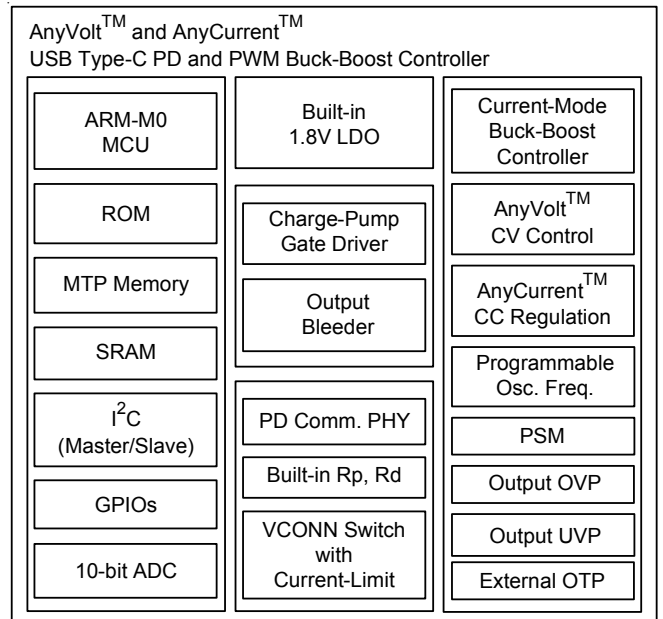 AnyVolt™ and AnyCurrent™
USB Type-C PD and PWM Buck-Boost Controller
ARM-M0
MCU
ROM
MTP Memory
SRAM
I²C
(Master/Slave)
GPIOs
10-bit ADC
Built-in
1.8V LDO
Charge-Pump
Gate Driver
Output
Bleeder
PD Comm. PHY
Built-in Rp, Rd
VCONN Switch
with
Current-Limit
Current-Mode
Buck-Boost
Controller
AnyVolt™
CV Control
AnyCurrent™
CC Regulation
Programmable
Osc. Freq.
PSM
Output OVP
Output UVP
External OTP